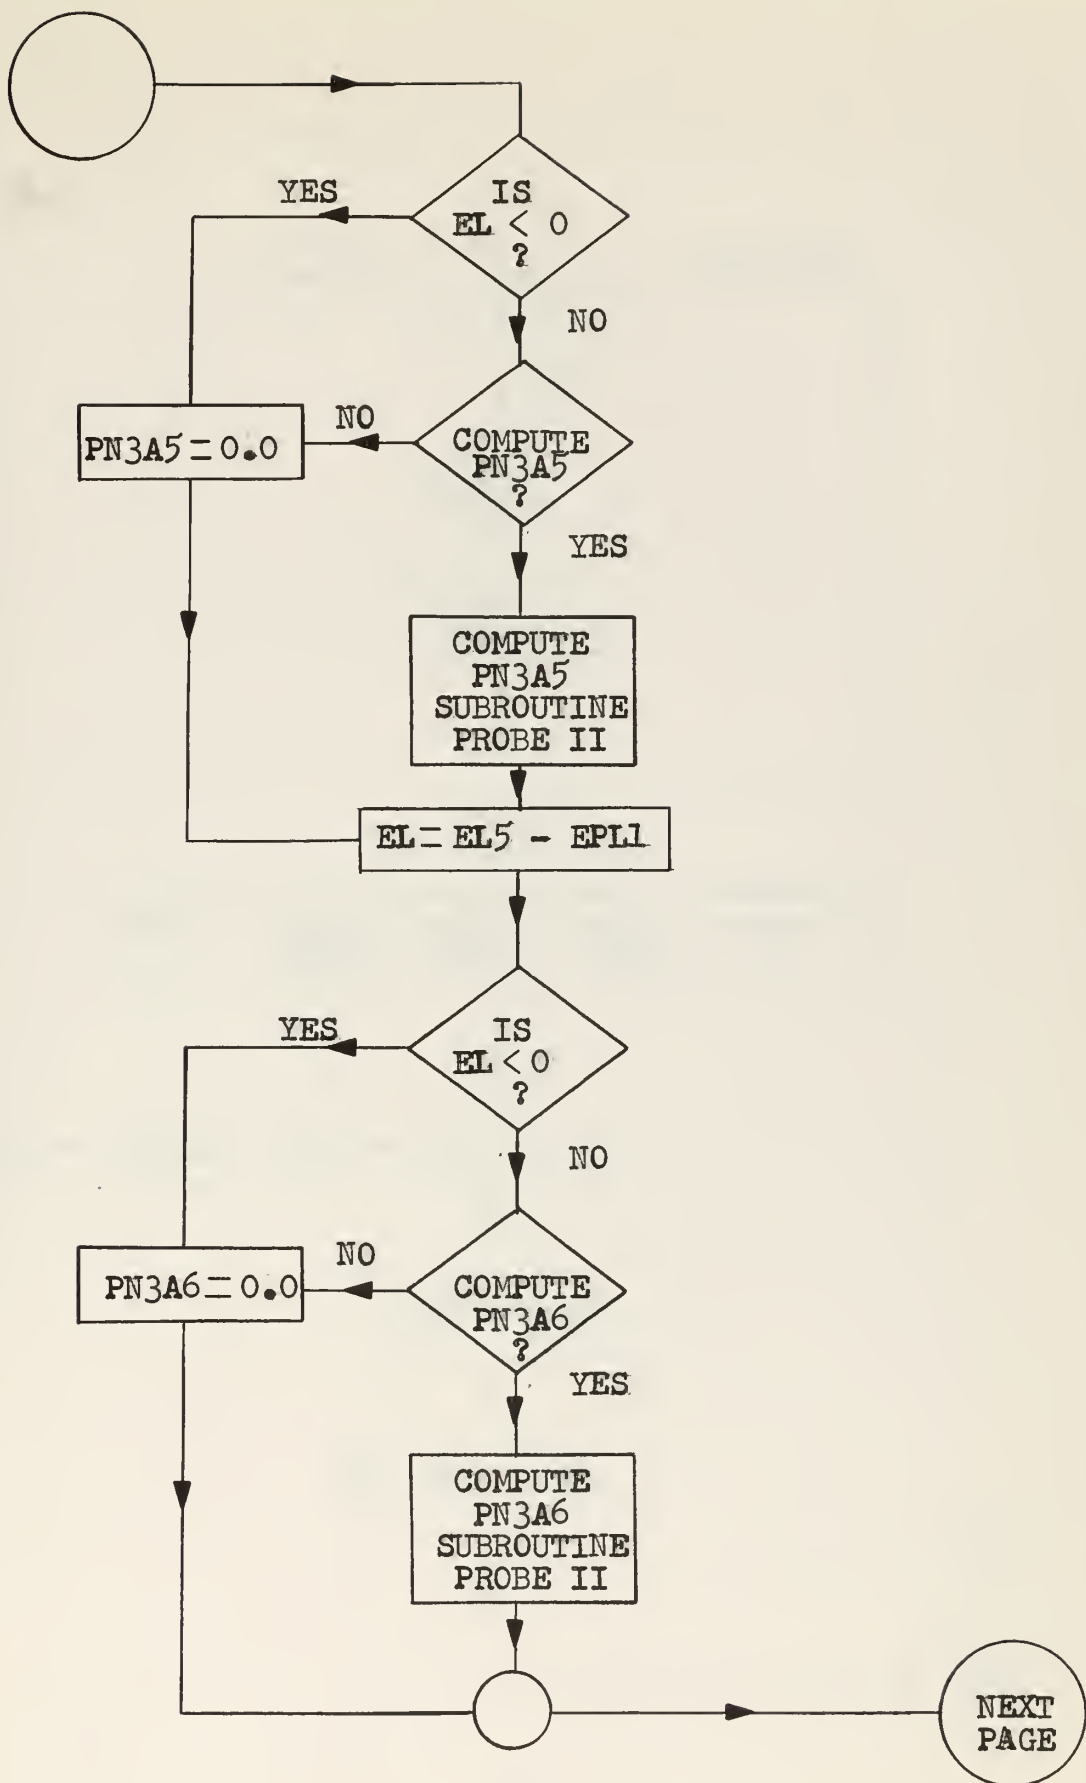 YES
IS
EL < 0
?
NO
NO
PN3A5=0.0
COMPUTE
PN3A5
?
YES
COMPUTE
PN3A5
SUBROUTINE
PROBE II
EL = EL5 - EPL1
YES
IS
EL < 0
?
NO
NO
PN3A6=0.0
COMPUTE
PN3A6
?
YES
COMPUTE
PN3A6
SUBROUTINE
PROBE II
NEXT
PAGE